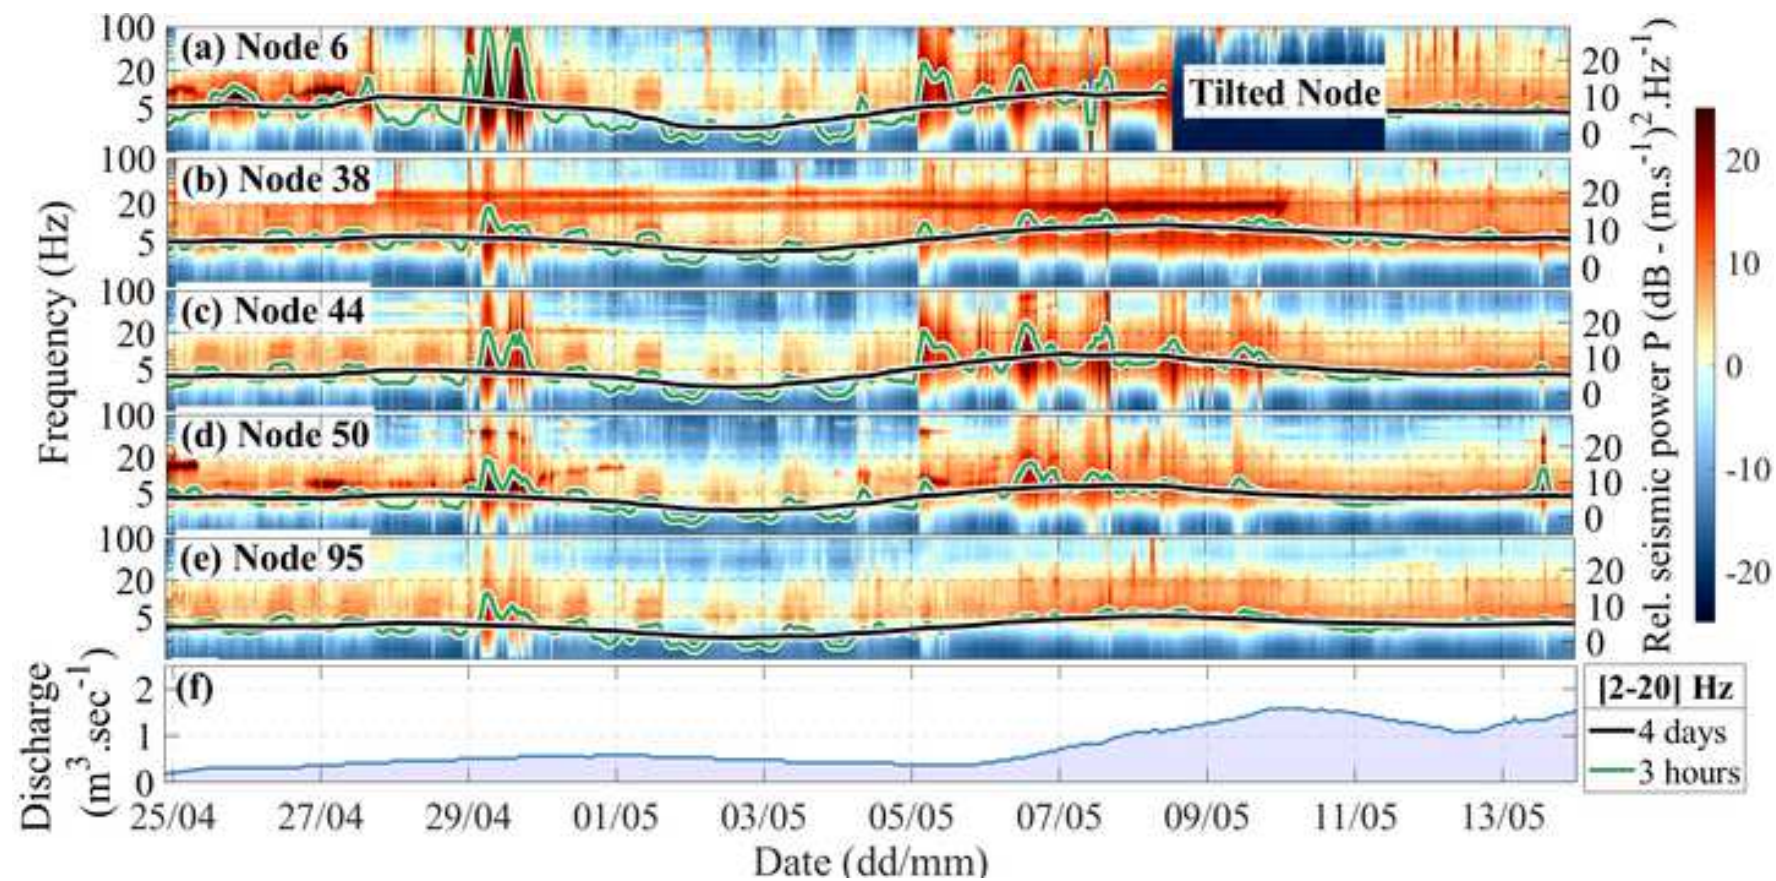 (a) Node 6
100
20
5
20
10
0
Tilted Node
(b) Node 38
100
20
5
20
10
0
(c) Node 44
100
20
5
20
10
0
(d) Node 50
100
20
5
20
10
0
(e) Node 95
100
20
5
20
10
0
Frequency (Hz)
Rel. seismic power P (dB - (m.s⁻¹)² .Hz⁻¹)
20
10
0
-10
-20
(f)
Discharge
(m³.sec⁻¹)
2
1
0
[2-20] Hz
4 days
3 hours
25/04 27/04 29/04 01/05 03/05 05/05 07/05 09/05 11/05 13/05
Date (dd/mm)